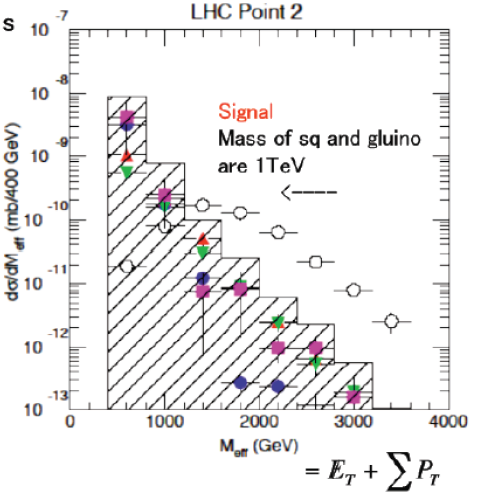 LHC Point 2
s
10 -7
10 -8
10 -9
10 -10
10 -11
10 -12
10 -13
dσ/dM_eff (mb/400 GeV)
Signal
Mass of sq and gluino
are 1TeV
0 1000 2000 3000 4000
M_eff (GeV)
= E̸_T + ∑ P_T